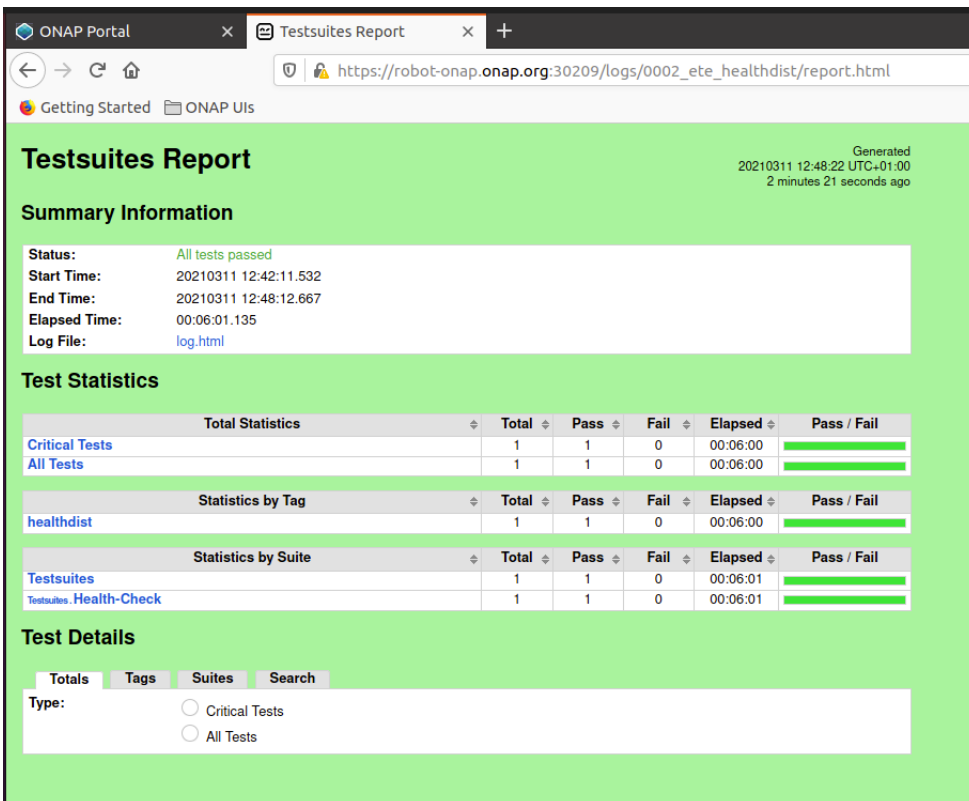 ONAP Portal
Testsuites Report
https://robot-onap.onap.org:30209/logs/0002_ete_healthdist/report.html
Getting Started ONAP UIs
Testsuites Report
Generated
20210311 12:48:22 UTC+01:00
2 minutes 21 seconds ago
Summary Information
Status: All tests passed
Start Time: 20210311 12:42:11.532
End Time: 20210311 12:48:12.667
Elapsed Time: 00:06:01.135
Log File: log.html
Test Statistics
Total Statistics Total Pass Fail Elapsed Pass / Fail
Critical Tests 1 1 0 00:06:00
All Tests 1 1 0 00:06:00
Statistics by Tag Total Pass Fail Elapsed Pass / Fail
healthdist 1 1 0 00:06:00
Statistics by Suite Total Pass Fail Elapsed Pass / Fail
Testsuites 1 1 0 00:06:01
Testsuites . Health-Check 1 1 0 00:06:01
Test Details
Totals Tags Suites Search
Type: Critical Tests
All Tests